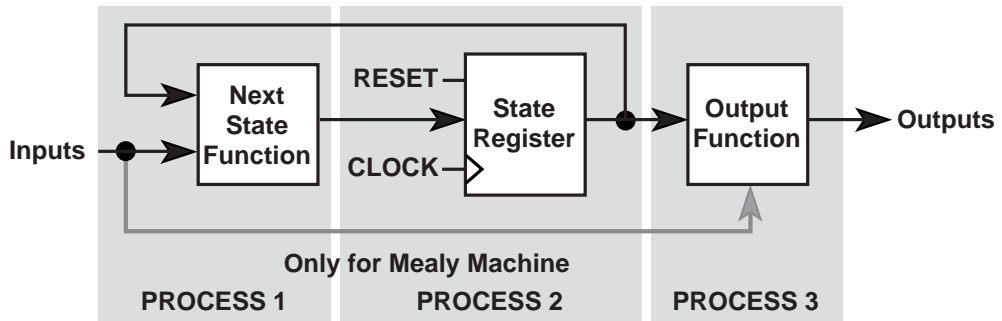 Inputs
Next
State
Function
RESET
CLOCK
State
Register
Output
Function
Outputs
Only for Mealy Machine
PROCESS 1
PROCESS 2
PROCESS 3